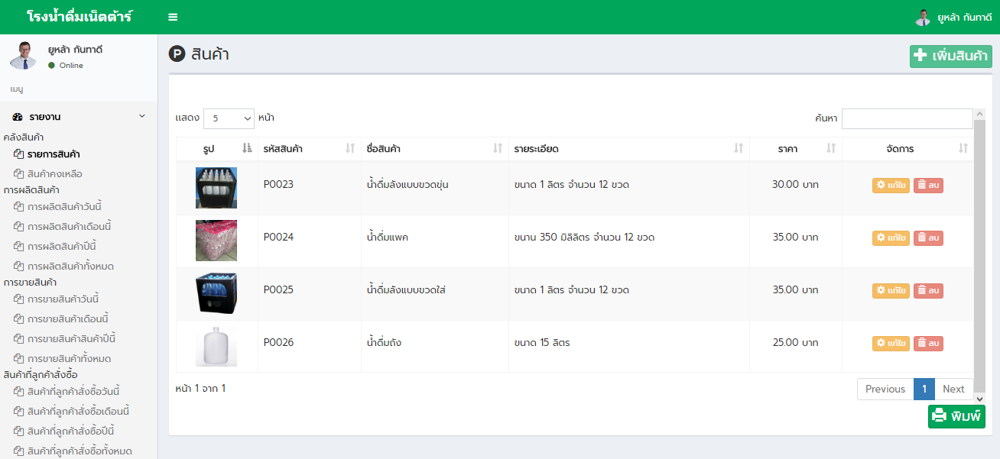 โรงน้ำดื่มเน็ตต้าร์
ยูหล้า กันทาดี
ยูหล้า กันทาดี
Online
เมนู
รายงาน
คลังสินค้า
รายการสินค้า
สินค้าคงเหลือ
การผลิตสินค้า
การผลิตสินค้าวันนี้
การผลิตสินค้าเดือนนี้
การผลิตสินค้าปีนี้
การผลิตสินค้าทั้งหมด
การขายสินค้า
การขายสินค้าวันนี้
การขายสินค้าเดือนนี้
การขายสินค้าสินค้าปีนี้
การขายสินค้าทั้งหมด
สินค้าที่ลูกค้าสั่งซื้อ
สินค้าที่ลูกค้าสั่งซื้อวันนี้
สินค้าที่ลูกค้าสั่งซื้อเดือนนี้
สินค้าที่ลูกค้าสั่งซื้อปีนี้
สินค้าที่ลูกค้าสั่งซื้อทั้งหมด
P สินค้า
เพิ่มสินค้า
แสดง 5 หน้า
ค้นหา
รูป รหัสสินค้า ชื่อสินค้า รายระเอียด ราคา จัดการ
P0023 น้ำดื่มลังแบบขวดขุ่น ขนาด 1 ลิตร จำนวน 12 ขวด 30.00 บาท แก้ไข ลบ
P0024 น้ำดื่มแพค ขนาน 350 มิลิลิตร จำนวน 12 ขวด 35.00 บาท แก้ไข ลบ
P0025 น้ำดื่มลังแบบขวดใส่ ขนาด 1 ลิตร จำนวน 12 ขวด 35.00 บาท แก้ไข ลบ
P0026 น้ำดื่มถัง ขนาด 15 ลิตร 25.00 บาท แก้ไข ลบ
หน้า 1 จาก 1
Previous 1 Next
พิมพ์